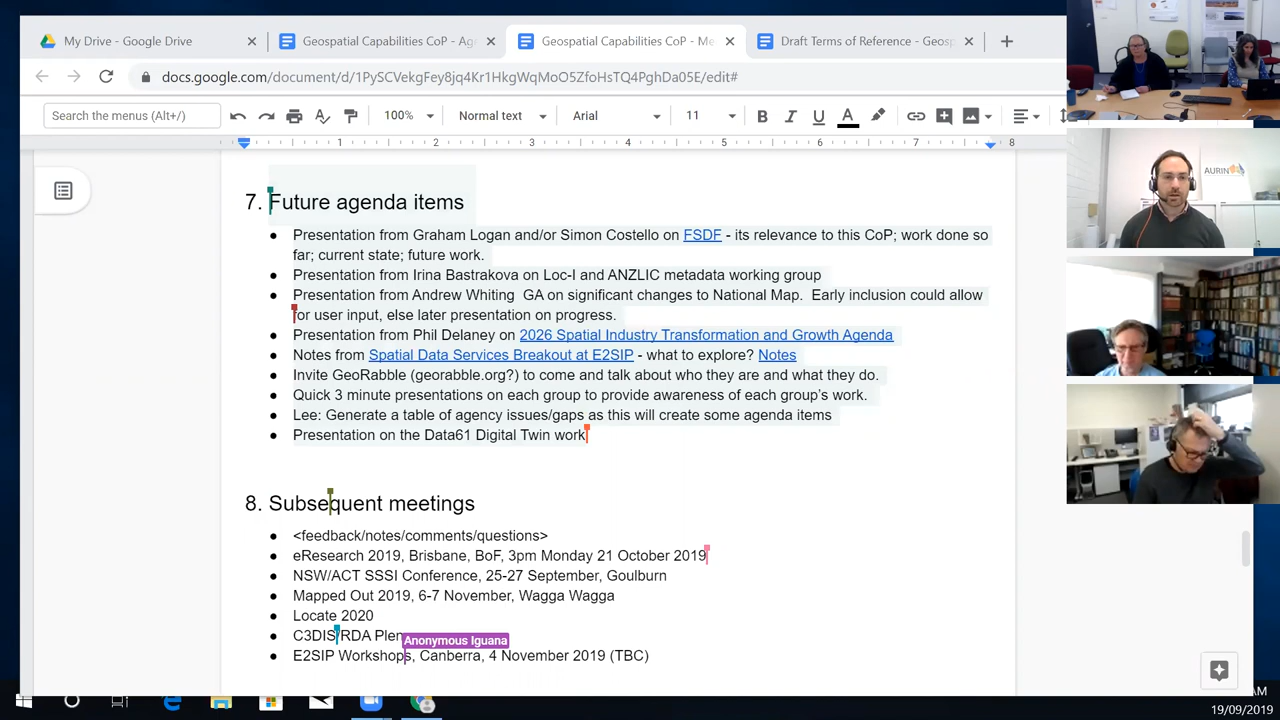 My Drive - Google Drive
Geospatial Capabilities CoP - Ag
Geospatial Capabilities CoP - Me
Draft Terms of Reference - Geosp
Search the menus (Alt+/)
100%
Normal text
Arial
11
B I U A
1 2 3 4 5 6 7 8
AURIN
7. Future agenda items
● Presentation from Graham Logan and/or Simon Costello on FSDF - its relevance to this CoP; work done so
far; current state; future work.
● Presentation from Irina Bastrakova on Loc-I and ANZLIC metadata working group
● Presentation from Andrew Whiting  GA on significant changes to National Map.  Early inclusion could allow
for user input, else later presentation on progress.
● Presentation from Phil Delaney on 2026 Spatial Industry Transformation and Growth Agenda
● Notes from Spatial Data Services Breakout at E2SIP - what to explore? Notes
● Invite GeoRabble (georabble.org?) to come and talk about who they are and what they do.
● Quick 3 minute presentations on each group to provide awareness of each group's work.
● Lee: Generate a table of agency issues/gaps as this will create some agenda items
● Presentation on the Data61 Digital Twin work
8. Subsequent meetings
● <feedback/notes/comments/questions>
● eResearch 2019, Brisbane, BoF, 3pm Monday 21 October 2019
● NSW/ACT SSSI Conference, 25-27 September, Goulburn
● Mapped Out 2019, 6-7 November, Wagga Wagga
● Locate 2020
● C3DIS/RDA Plen
Anonymous Iguana
● E2SIP Workshops, Canberra, 4 November 2019 (TBC)
AM
19/09/2019